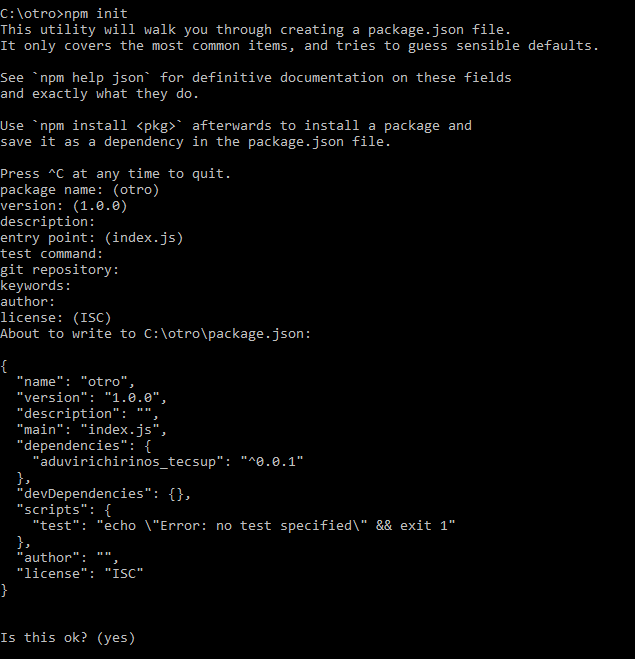 C:\otro>npm init
This utility will walk you through creating a package.json file.
It only covers the most common items, and tries to guess sensible defaults.
See `npm help json` for definitive documentation on these fields
and exactly what they do.
Use `npm install <pkg>` afterwards to install a package and
save it as a dependency in the package.json file.
Press ^C at any time to quit.
package name: (otro)
version: (1.0.0)
description:
entry point: (index.js)
test command:
git repository:
keywords:
author:
license: (ISC)
About to write to C:\otro\package.json:
{
  "name": "otro",
  "version": "1.0.0",
  "description": "",
  "main": "index.js",
  "dependencies": {
    "aduvirichirinos_tecsup": "^0.0.1"
  },
  "devDependencies": {},
  "scripts": {
    "test": "echo \"Error: no test specified\" && exit 1"
  },
  "author": "",
  "license": "ISC"
}
Is this ok? (yes)